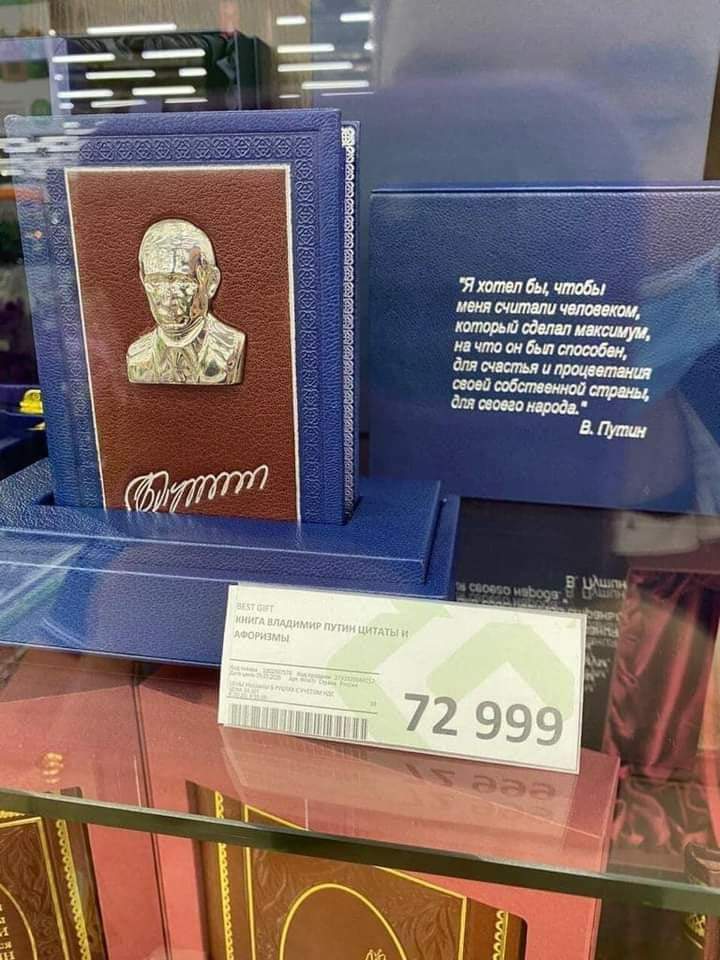 "Я хотел бы, чтобы
меня считали человеком,
который сделал максимум,
на что он был способен,
для счастья и процветания
своей собственной страны,
для своего народа."
В. Путин
BEST GIFT
КНИГА ВЛАДИМИР ПУТИН ЦИТАТЫ И
АФОРИЗМЫ
72 999